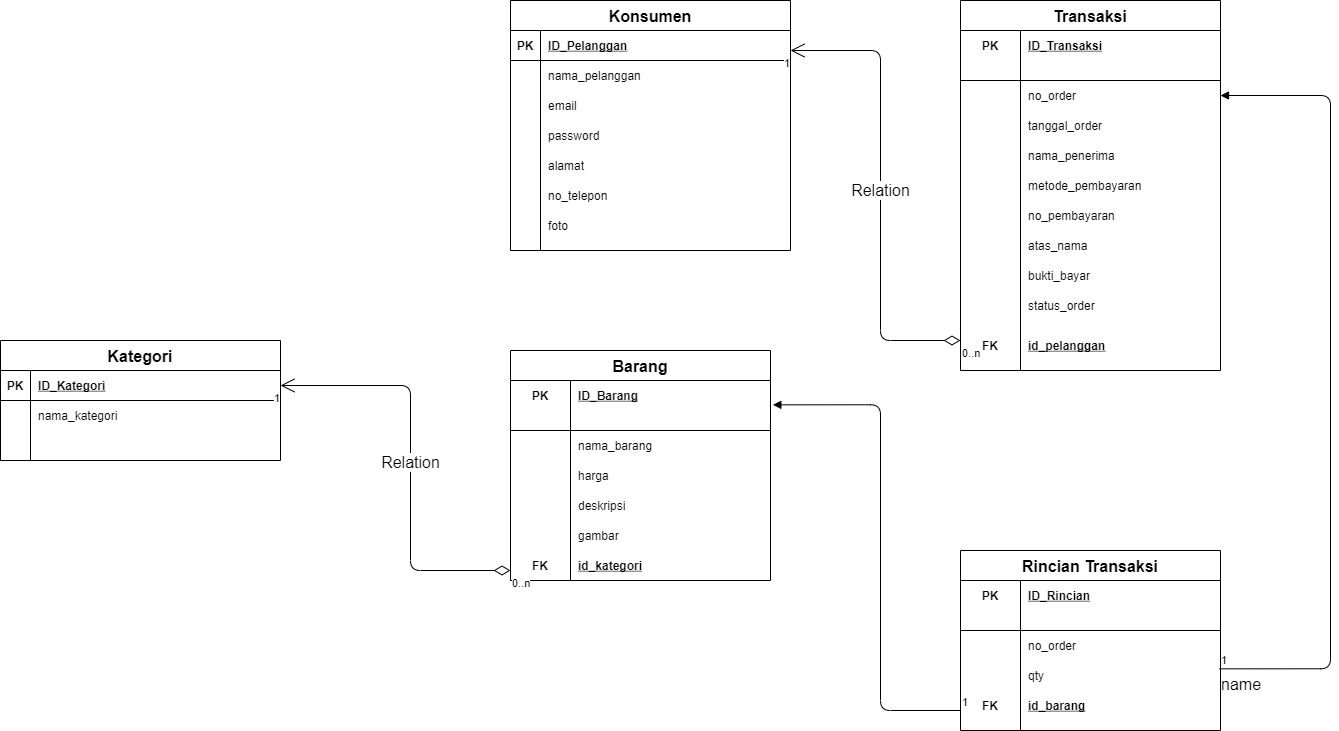 Konsumen
PK ID_Pelanggan
1
nama_pelanggan
email
password
alamat
no_telepon
foto
Relation
Transaksi
PK ID_Transaksi
no_order
tanggal_order
nama_penerima
metode_pembayaran
no_pembayaran
atas_nama
bukti_bayar
status_order
0..n FK id_pelanggan
Kategori
PK ID_Kategori
1
nama_kategori
Relation
Barang
PK ID_Barang
nama_barang
harga
deskripsi
gambar
FK id_kategori
0..n
Rincian Transaksi
PK ID_Rincian
no_order
1
qty
name
1 FK id_barang